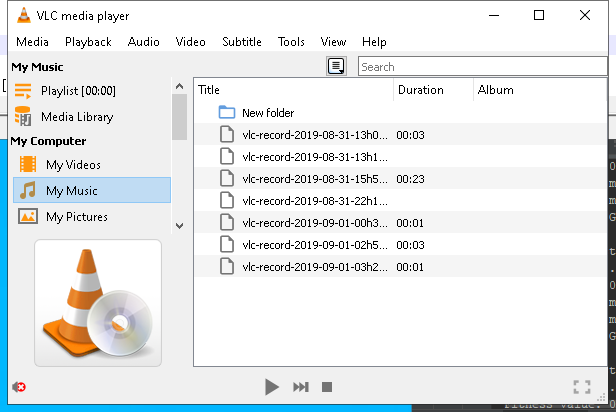 VLC media player
Media Playback Audio Video Subtitle Tools View Help
My Music
Search
Playlist [00:00]
Media Library
My Computer
My Videos
My Music
My Pictures
Title Duration Album
New folder
vlc-record-2019-08-31-13h0... 00:03
vlc-record-2019-08-31-13h1...
vlc-record-2019-08-31-15h5... 00:23
vlc-record-2019-08-31-22h1...
vlc-record-2019-09-01-00h3... 00:01
vlc-record-2019-09-01-02h5... 00:03
vlc-record-2019-09-01-03h2... 00:01